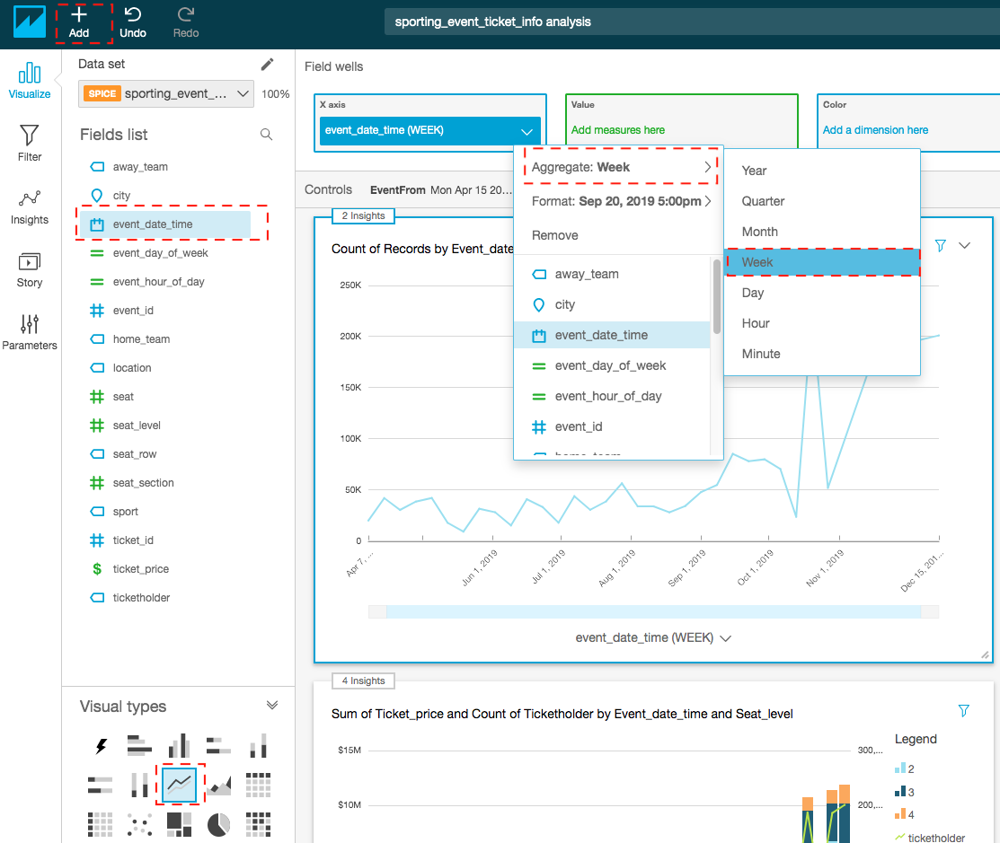 Add
Undo
Redo
sporting_event_ticket_info analysis
Visualize
Filter
Insights
Story
Parameters
Data set
SPICE sporting_event_... 100%
Fields list
away_team
city
event_date_time
event_day_of_week
event_hour_of_day
event_id
home_team
location
seat
seat_level
seat_row
seat_section
sport
ticket_id
ticket_price
ticketholder
Visual types
Field wells
X axis
event_date_time (WEEK)
Value
Add measures here
Color
Add a dimension here
Controls EventFrom Mon Apr 15 20...
Aggregate: Week
Format: Sep 20, 2019 5:00pm
Remove
away_team
city
event_date_time
event_day_of_week
event_hour_of_day
event_id
Year
Quarter
Month
Week
Day
Hour
Minute
2 Insights
Count of Records by Event_date
250K
200K
150K
100K
50K
0
Apr 7, ...
Jun 1, 2019
Jul 1, 2019
Aug 1, 2019
Sep 1, 2019
Oct 1, 2019
Nov 1, 2019
Dec 15, 201...
event_date_time (WEEK)
4 Insights
Sum of Ticket_price and Count of Ticketholder by Event_date_time and Seat_level
$15M
$10M
300,...
200,...
Legend
2
3
4
ticketholder